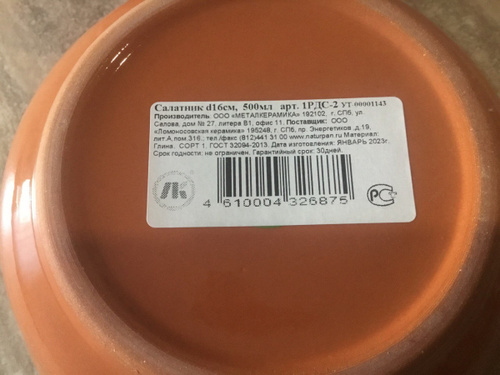 Салатник d16см, 500мл арт. 1РДС-2 УТ 00001143
Производитель: ООО «МЕТАЛКЕРАМИКА» 192102, г. СПб, ул
Салова, дом № 27, литера В1, офис 11. Поставщик: ООО
«Ломоносовская керамика» 195248, г. СПб, пр. Энергетиков, д.19,
лит.А,пом.316., тел./факс (812)441 31 00 www.naturpan.ru Материал:
Глина. СОРТ 1. ГОСТ 32094-2013. Дата изготовления: ЯНВАРЬ 2023г.
Срок годности: не ограничен. Гарантийный срок: 30дней.
4 610004 326875